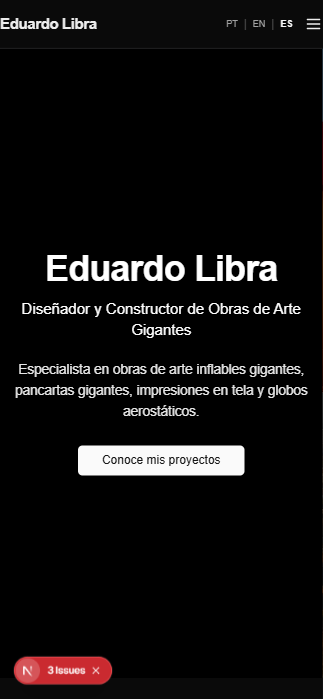 Eduardo Libra
PT | EN | ES
Eduardo Libra
Diseñador y Constructor de Obras de Arte
Gigantes
Especialista en obras de arte inflables gigantes,
pancartas gigantes, impresiones en tela y globos
aerostáticos.
Conoce mis proyectos
N 3 Issues ×